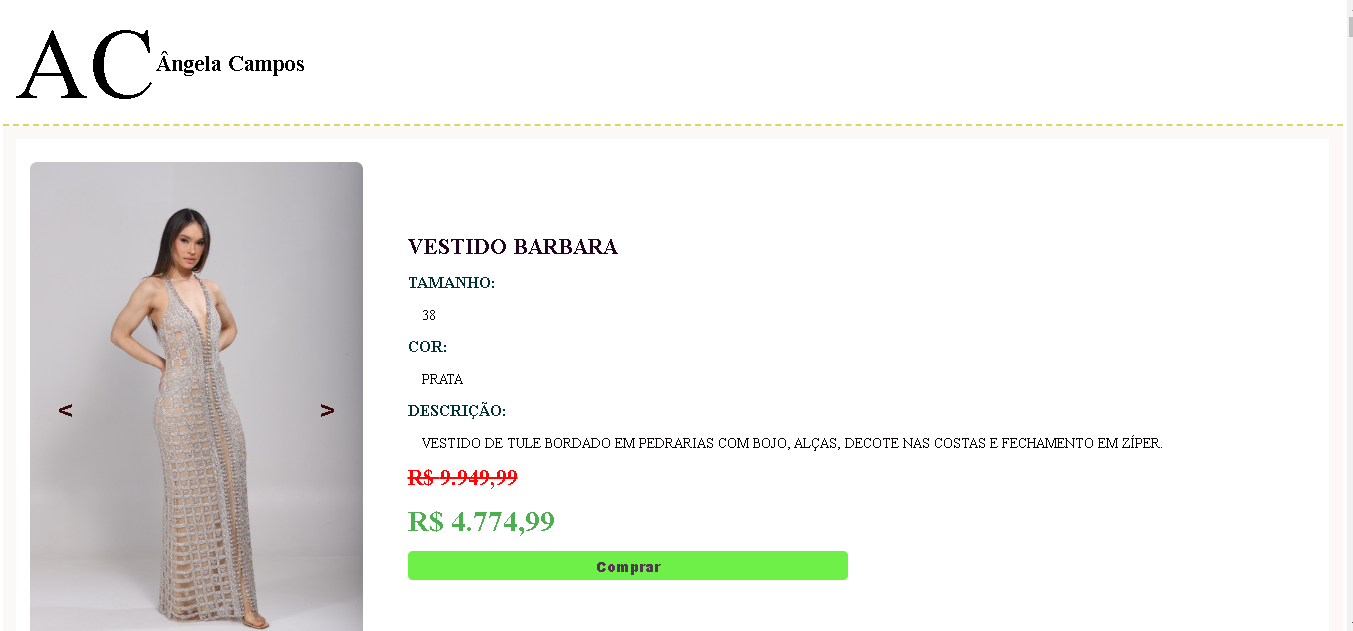 AC Ângela Campos
VESTIDO BARBARA
TAMANHO:
38
COR:
PRATA
DESCRIÇÃO:
VESTIDO DE TULE BORDADO EM PEDRARIAS COM BOJO, ALÇAS, DECOTE NAS COSTAS E FECHAMENTO EM ZÍPER.
< >
R$ 9.949,99
R$ 4.774,99
Comprar